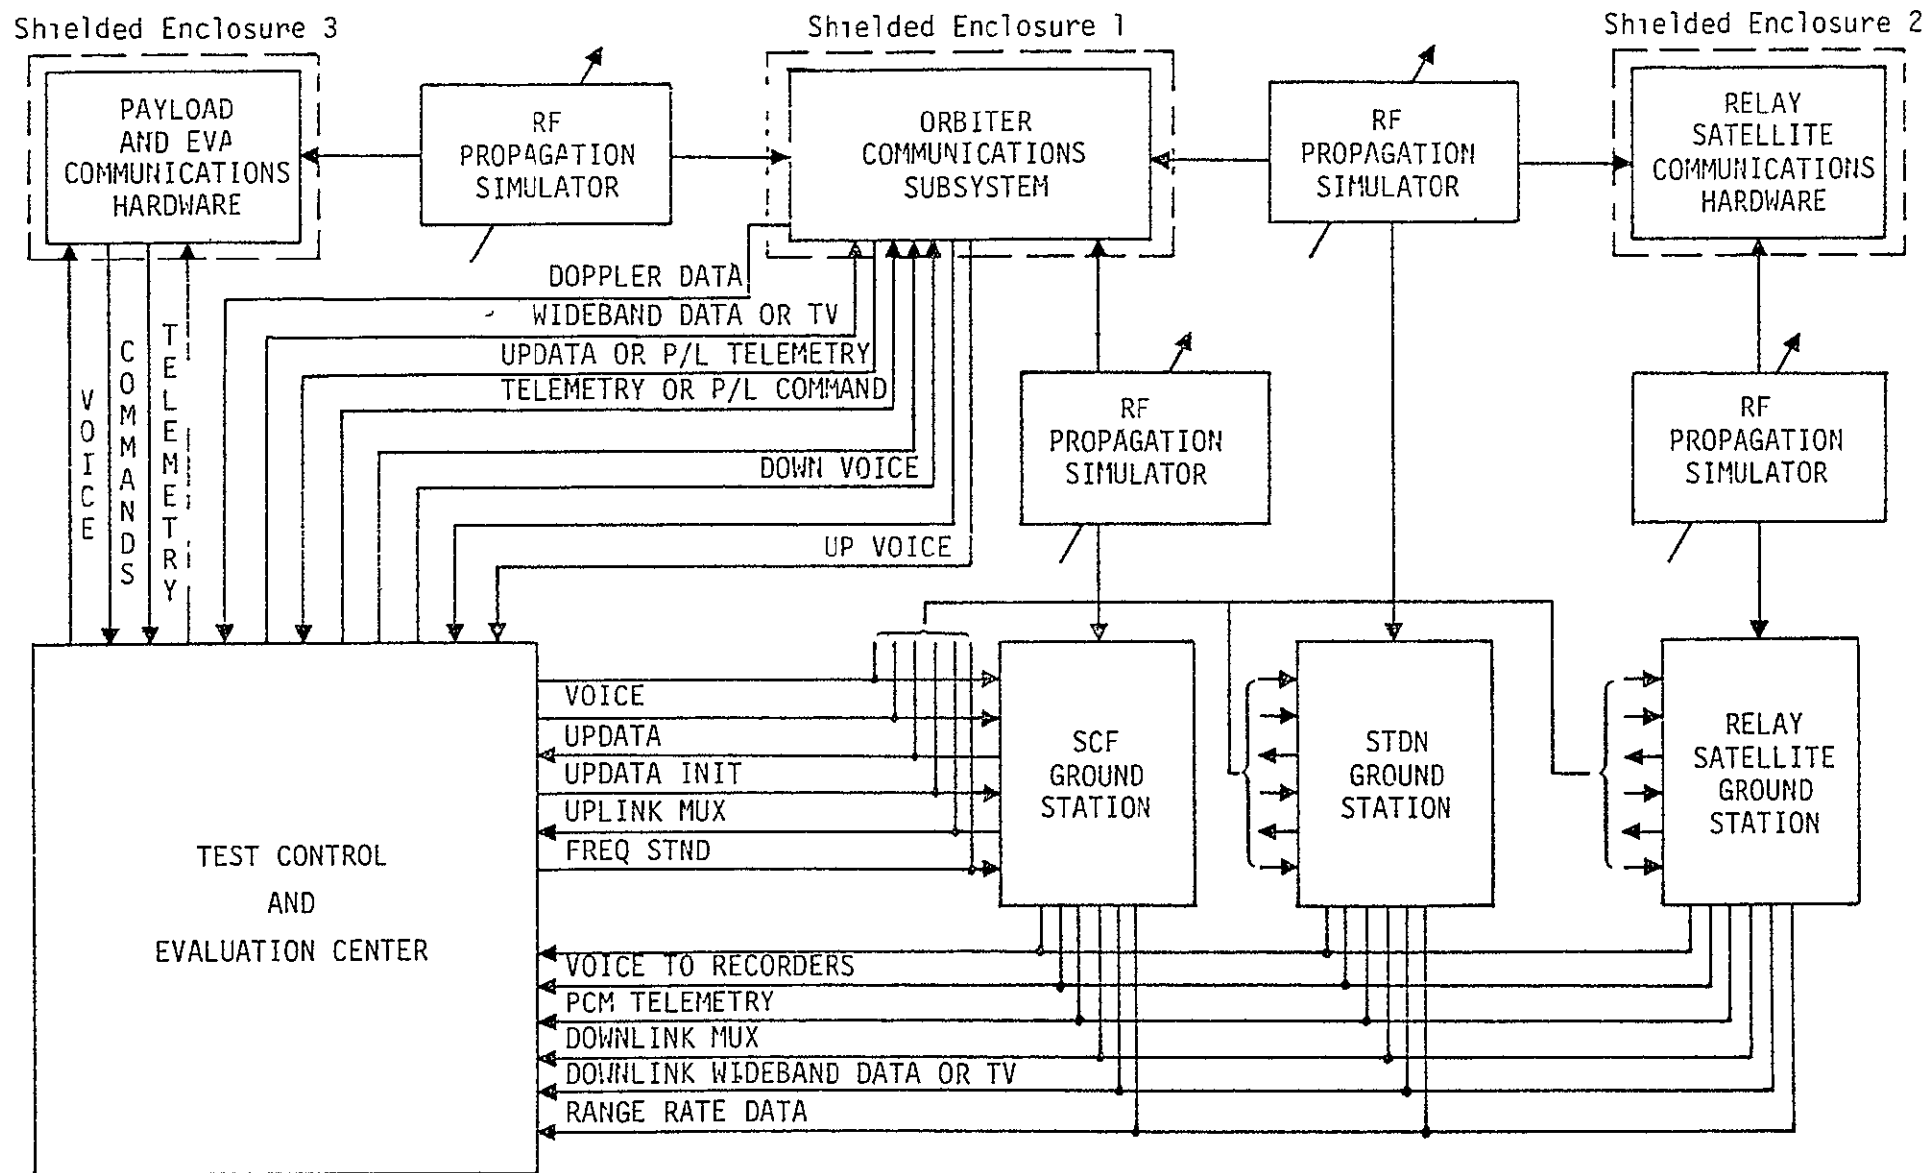 Shielded Enclosure 3
Shielded Enclosure 1
Shielded Enclosure 2
PAYLOAD
AND EVA
COMMUNICATIONS
HARDWARE
RF
PROPAGATION
SIMULATOR
ORBITER
COMMUNICATIONS
SUBSYSTEM
RF
PROPAGATION
SIMULATOR
RELAY
SATELLITE
COMMUNICATIONS
HARDWARE
VOICE
COMMANDS
TELEMETRY
DOPPLER DATA
WIDEBAND DATA OR TV
UPDATA OR P/L TELEMETRY
TELEMETRY OR P/L COMMAND
DOWN VOICE
UP VOICE
RF
PROPAGATION
SIMULATOR
RF
PROPAGATION
SIMULATOR
TEST CONTROL
AND
EVALUATION CENTER
VOICE
UPDATA
UPDATA INIT
UPLINK MUX
FREQ STND
SCF
GROUND
STATION
STDN
GROUND
STATION
RELAY
SATELLITE
GROUND
STATION
VOICE TO RECORDERS
PCM TELEMETRY
DOWNLINK MUX
DOWNLINK WIDEBAND DATA OR TV
RANGE RATE DATA